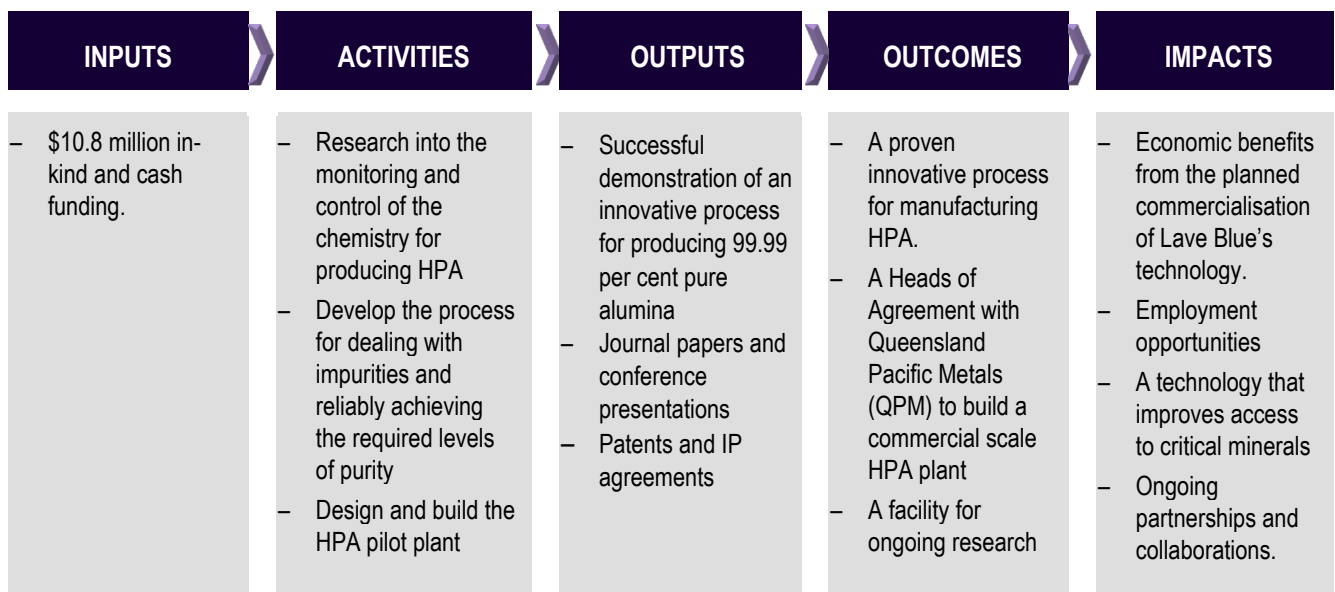 INPUTS
ACTIVITIES
OUTPUTS
OUTCOMES
IMPACTS
– $10.8 million in-
kind and cash
funding.
– Research into the
monitoring and
control of the
chemistry for
producing HPA
– Develop the process
for dealing with
impurities and
reliably achieving
the required levels
of purity
– Design and build the
HPA pilot plant
– Successful
demonstration of an
innovative process
for producing 99.99
per cent pure
alumina
– Journal papers and
conference
presentations
– Patents and IP
agreements
– A proven
innovative process
for manufacturing
HPA.
– A Heads of
Agreement with
Queensland
Pacific Metals
(QPM) to build a
commercial scale
HPA plant
– A facility for
ongoing research
– Economic benefits
from the planned
commercialisation
of Lave Blue’s
technology.
– Employment
opportunities
– A technology that
improves access
to critical minerals
– Ongoing
partnerships and
collaborations.